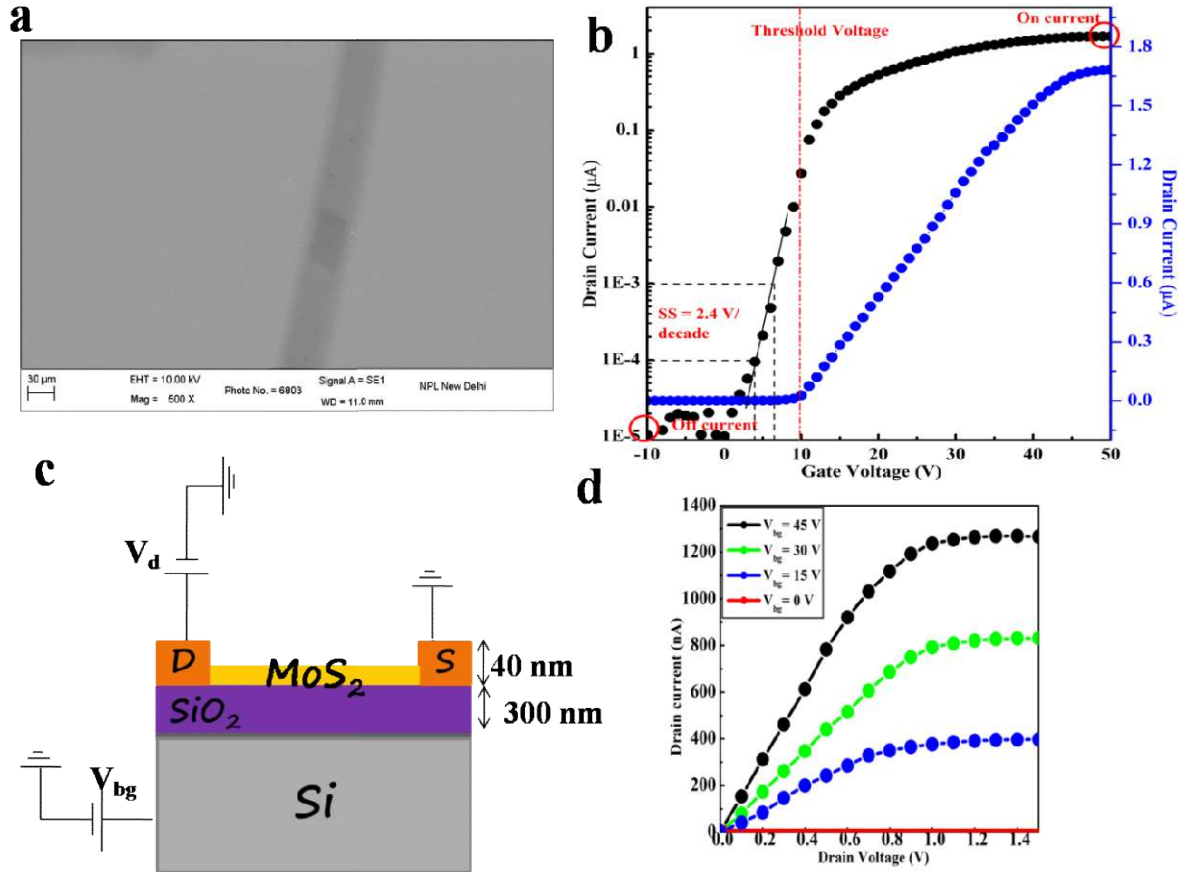 a
30 µm
EHT = 10.00 kV
Mag = 500 X
Photo No. = 6803
Signal A = SE1
WD = 11.0 mm
NPL New Delhi
b
On current
Threshold Voltage
SS = 2.4 V/
decade
Off current
Drain Current (µA)
1
0.1
0.01
1E-3
1E-4
1E-5
-10 0 10 20 30 40 50
Gate Voltage (V)
1.8
1.5
1.2
0.9
0.6
0.3
0.0
Drain Current (µA)
c
V_d
D
S
MoS₂
40 nm
SiO₂
300 nm
V_bg
Si
d
V_bg = 45 V
V_bg = 30 V
V_bg = 15 V
V_bg = 0 V
Drain current (nA)
1400
1200
1000
800
600
400
200
0
0.0 0.2 0.4 0.6 0.8 1.0 1.2 1.4
Drain Voltage (V)